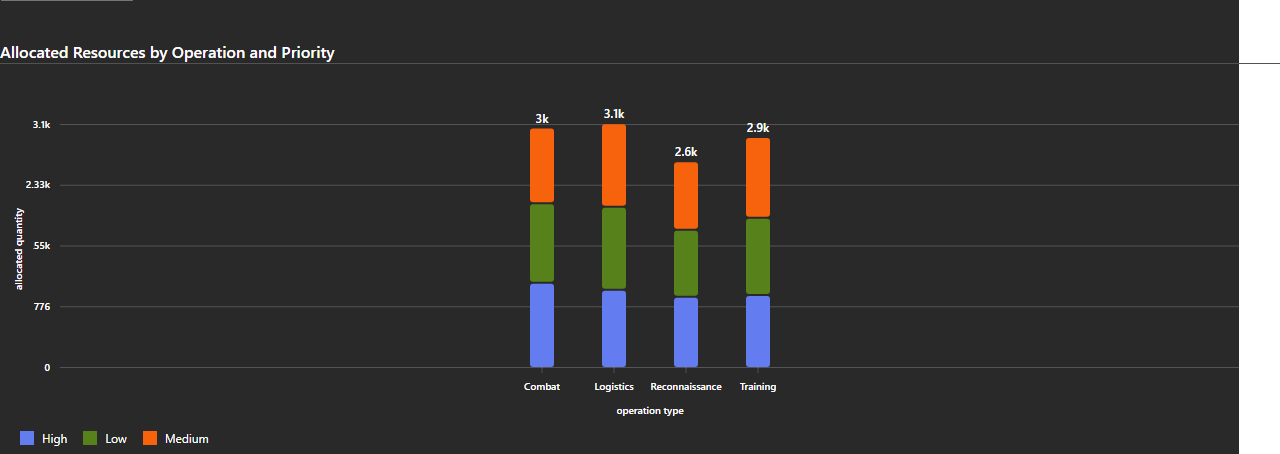 Allocated Resources by Operation and Priority
3k
3.1k
2.6k
2.9k
3.1k
2.33k
55k
776
0
allocated quantity
Combat
Logistics
Reconnaissance
Training
operation type
High
Low
Medium